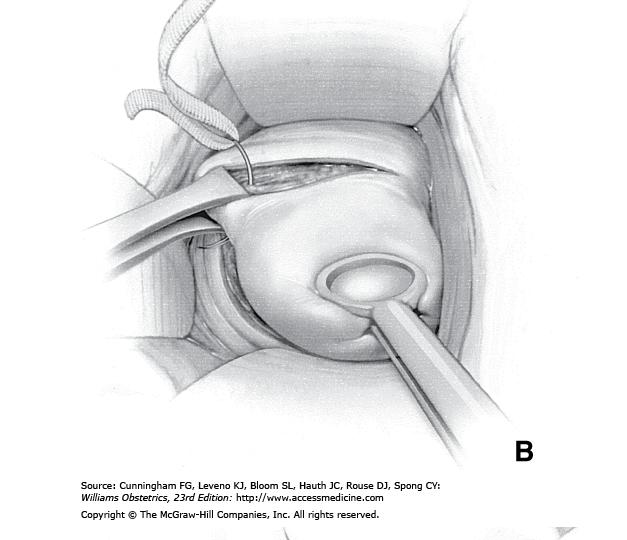 B
Source: Cunningham FG, Leveno KJ, Bloom SL, Hauth JC, Rouse DJ, Spong CY:
Williams Obstetrics, 23rd Edition: http://www.accessmedicine.com
Copyright © The McGraw-Hill Companies, Inc. All rights reserved.